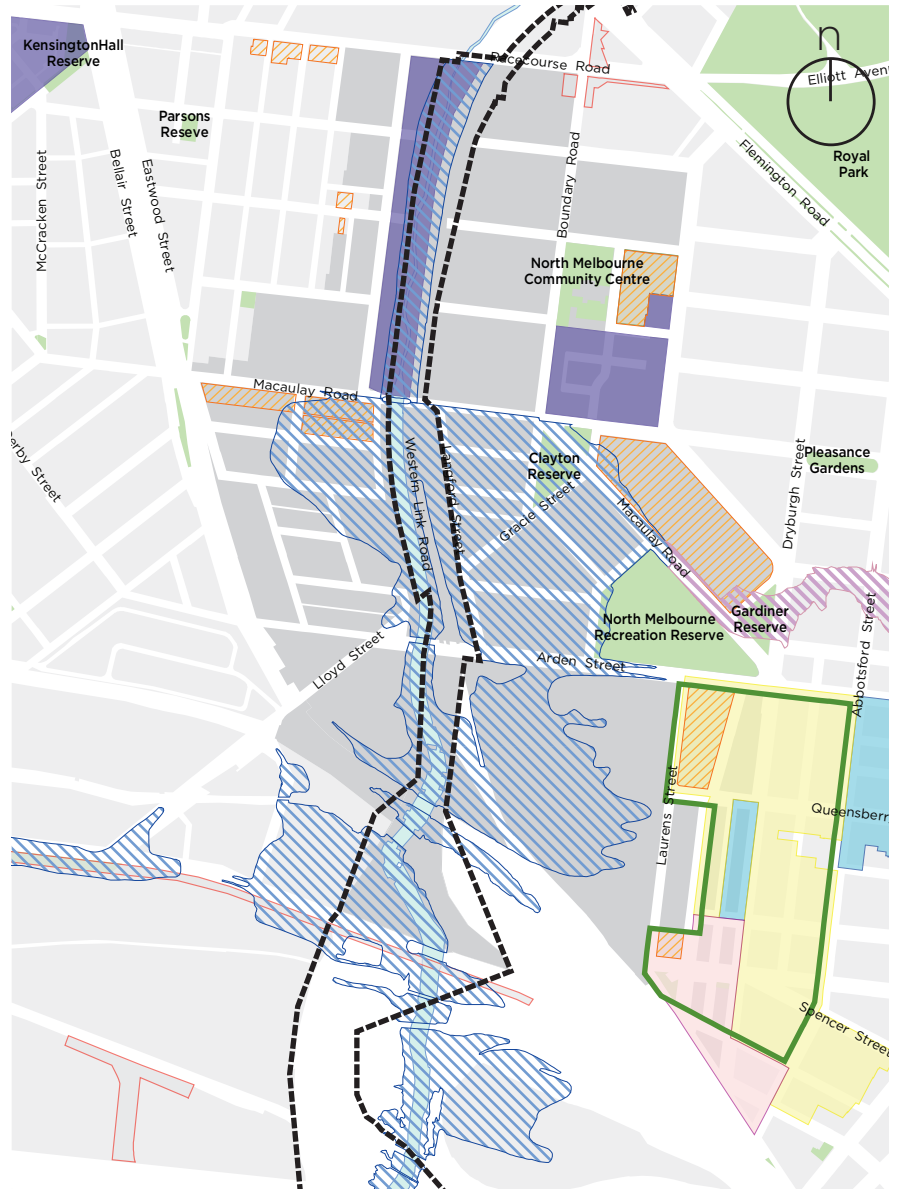 n
KensingtonHall
Reserve
Racecourse Road
Elliott Aven
Parsons
Reseve
Royal
Park
Flemington Road
McCracken Street
Bellair Street
Eastwood Street
Boundary Road
North Melbourne
Community Centre
Macaulay Road
erby Street
Western Link Road
Langford Street
Clayton
Reserve
Gracie Street
Macaulay Road
Dryburgh Street
Pleasance
Gardens
North Melbourne
Recreation Reserve
Gardiner
Reserve
Abbotsford Street
Lloyd Street
Arden Street
Laurens Street
Queensberr
Spencer Street